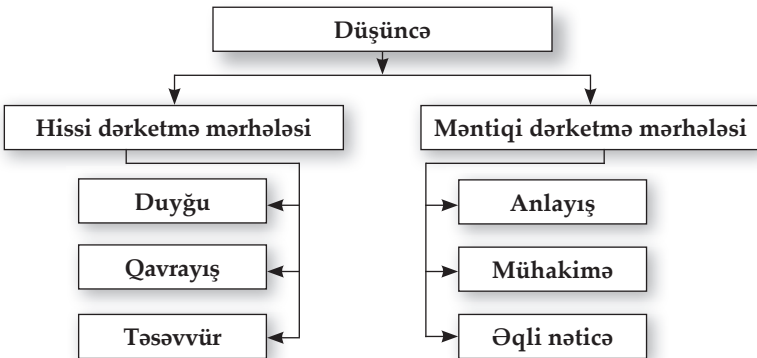 Düşüncə
Hissi dərketmə mərhələsi
Məntiqi dərketmə mərhələsi
Duyğu
Anlayış
Qavrayış
Mühakimə
Təsəvvür
Əqli nəticə